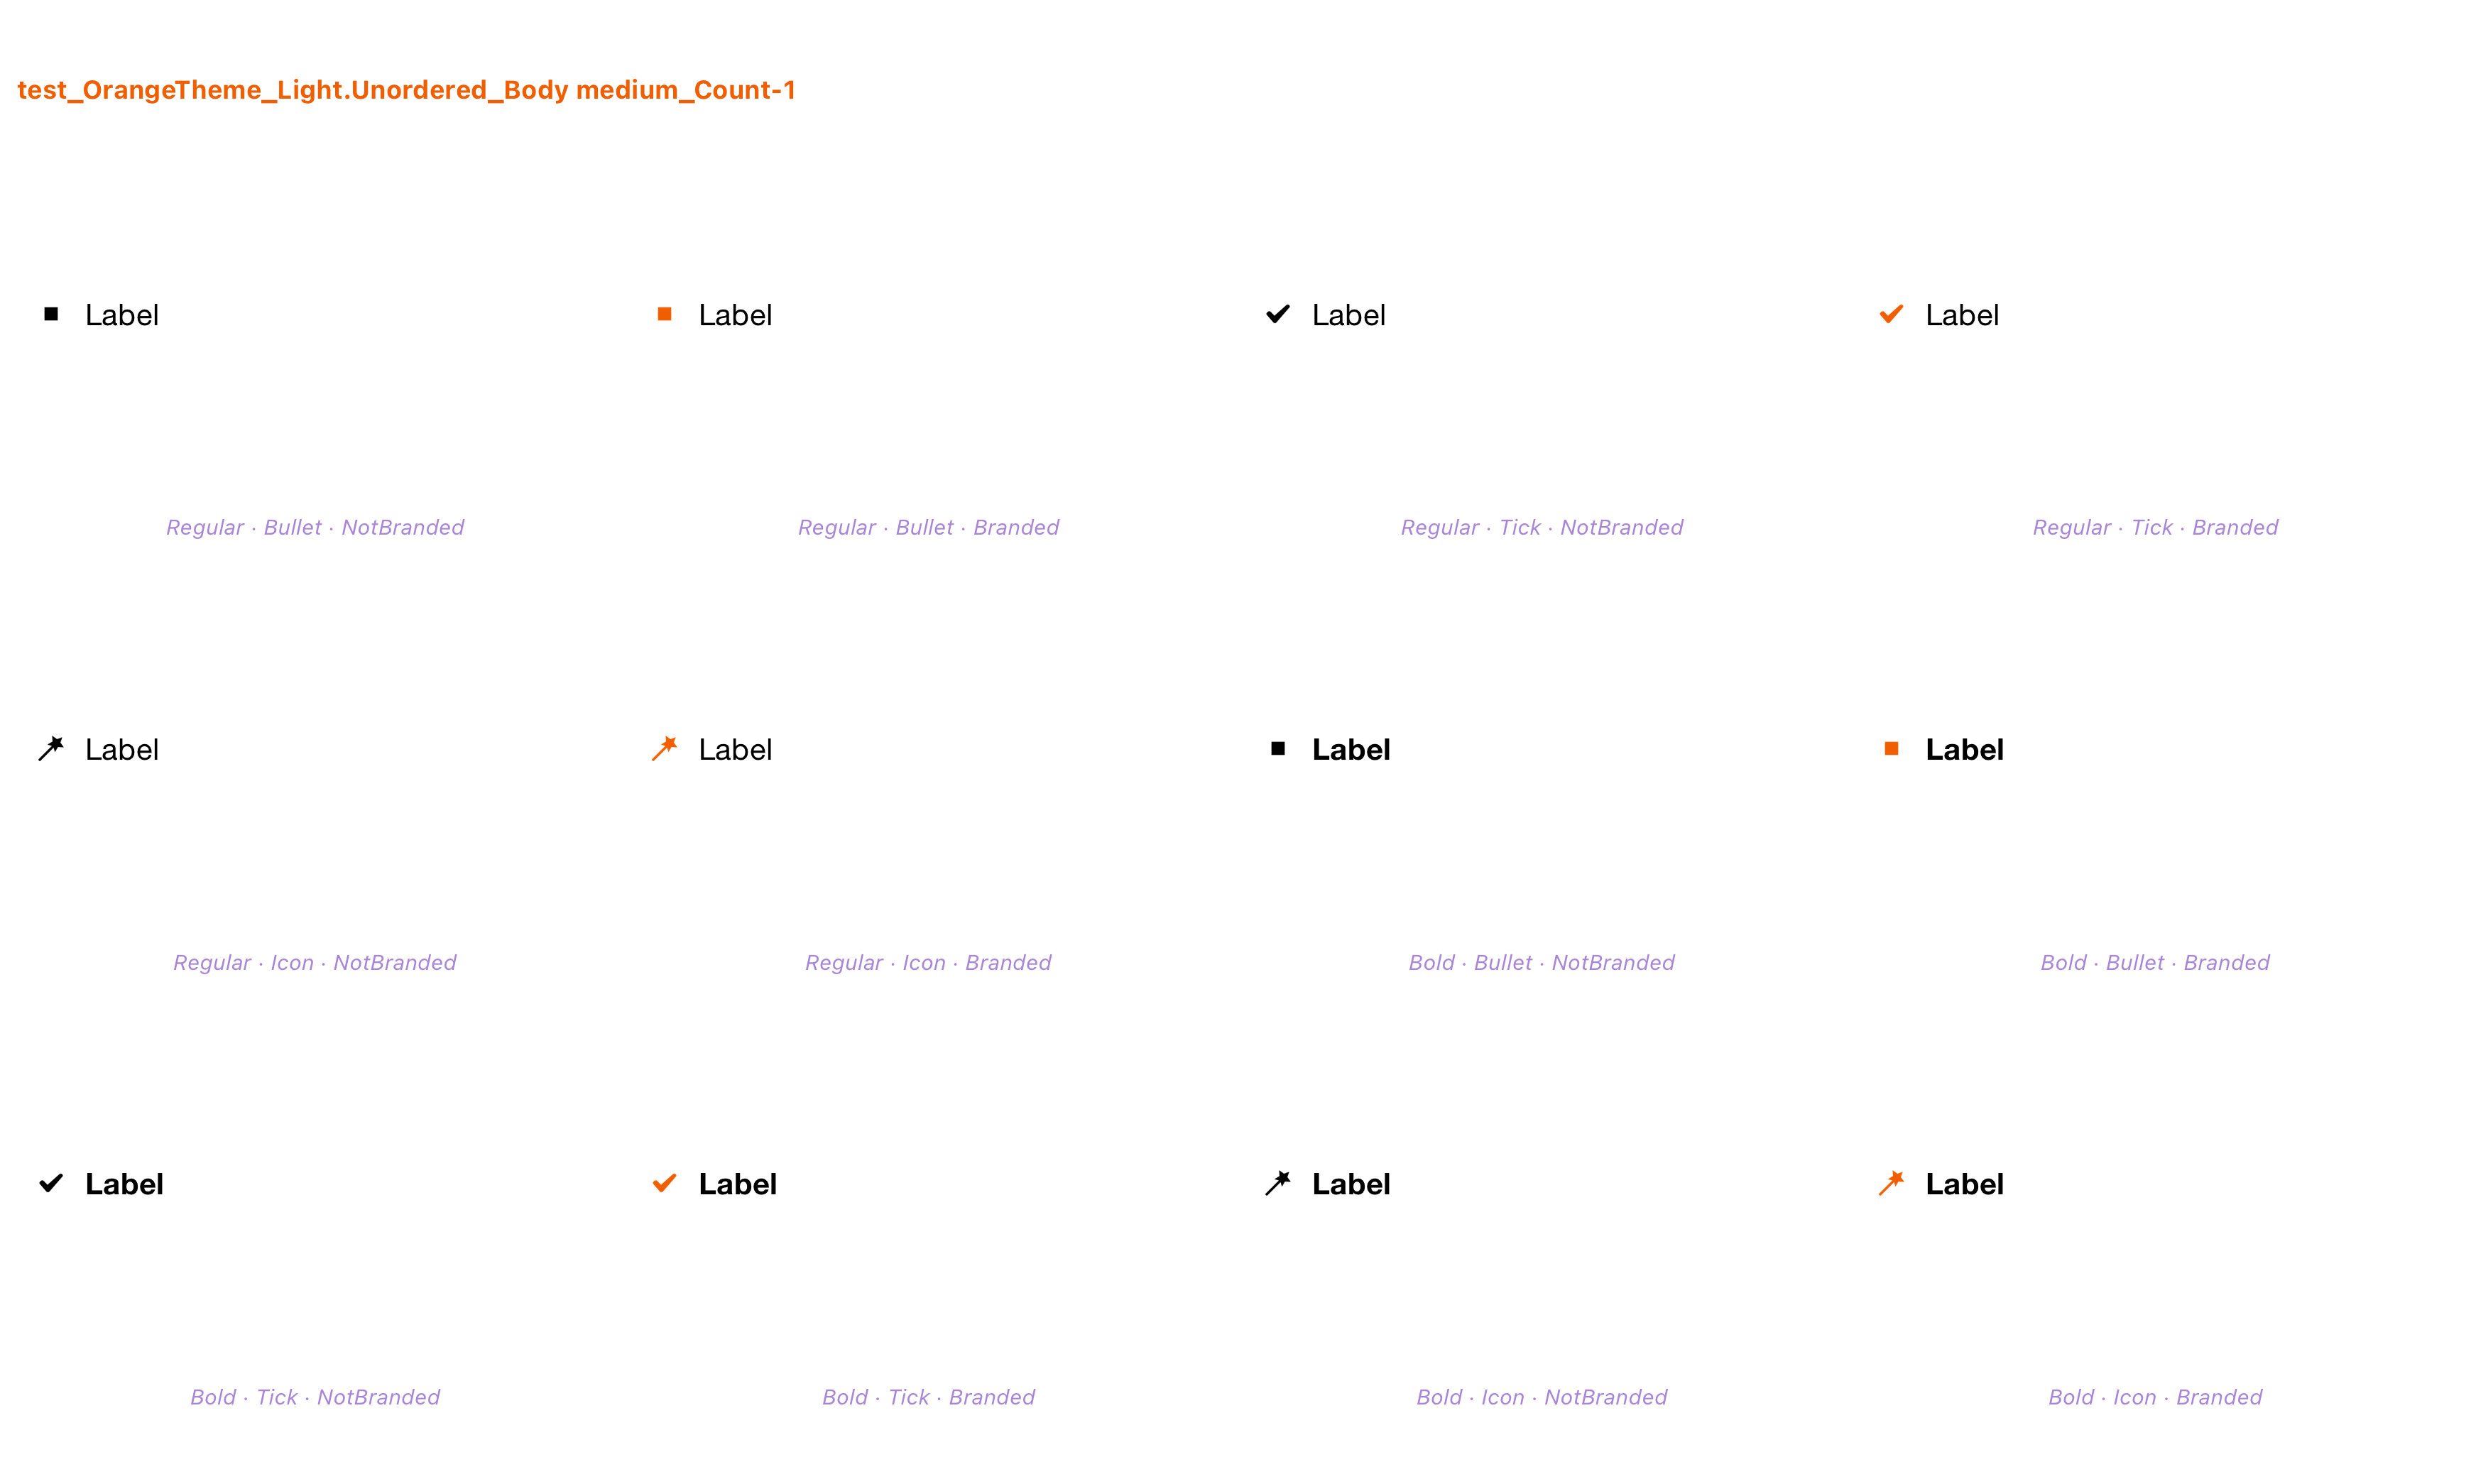 test_OrangeTheme_Light.Unordered_Body medium_Count-1
Label
Label
Label
Label
Regular · Bullet · NotBranded
Regular · Bullet · Branded
Regular · Tick · NotBranded
Regular · Tick · Branded
Label
Label
Label
Label
Regular · Icon · NotBranded
Regular · Icon · Branded
Bold · Bullet · NotBranded
Bold · Bullet · Branded
Label
Label
Label
Label
Bold · Tick · NotBranded
Bold · Tick · Branded
Bold · Icon · NotBranded
Bold · Icon · Branded